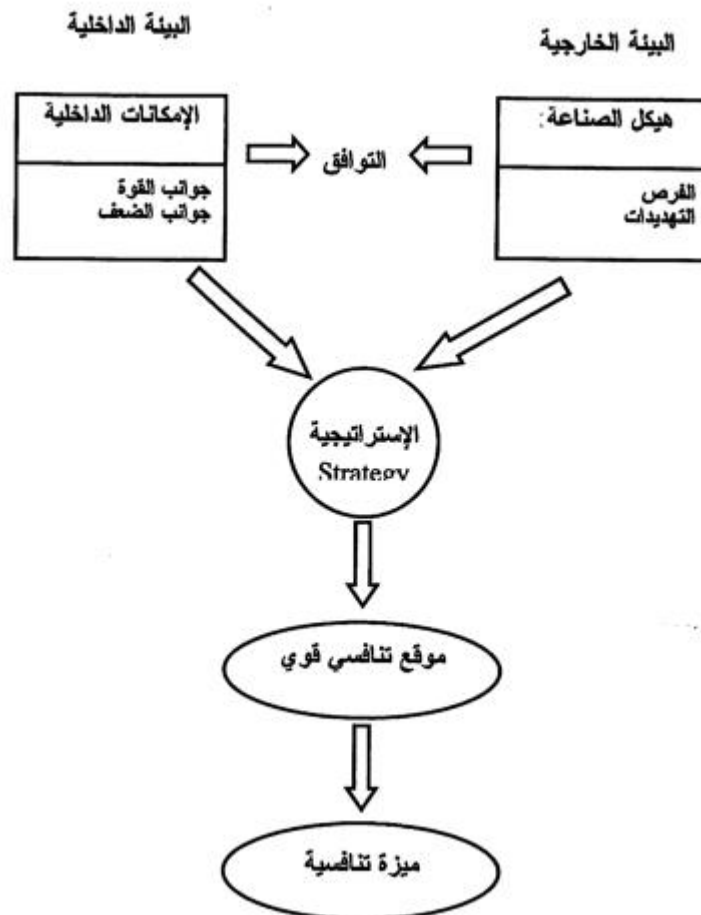 البيئة الخارجية
البيئة الداخلية
هيكل الصناعة:
الإمكانات الداخلية
التوافق
الفرص
التهديدات
جوانب القوة
جوانب الضعف
الإستراتيجية
Strategy
موقع تنافسي قوي
ميزة تنافسية